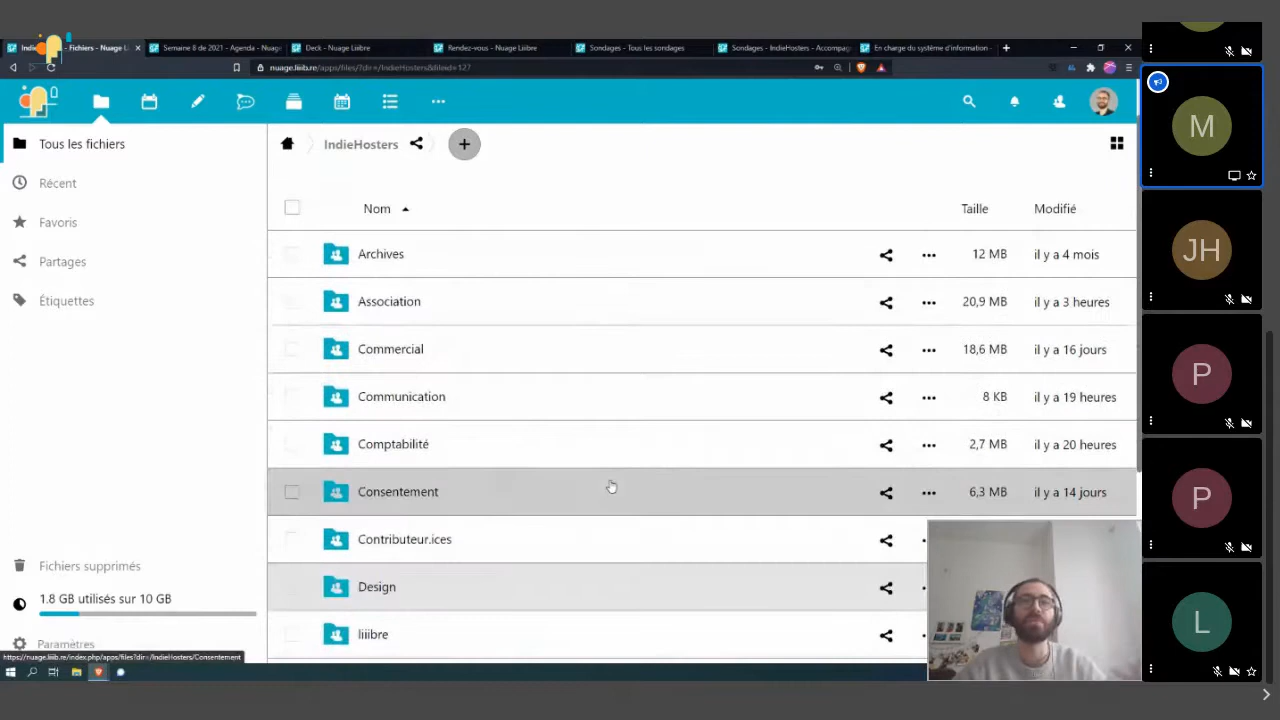 Fichiers - Nuage Li
Semaine 8 de 2021 - Agenda - Nuag
Deck - Nuage Liiibre
Rendez-vous - Nuage Liiibre
Sondages - Tous les sondages
Sondages - IndieHosters - Accompag
En charge du système d'information -
nuage.liiib.re/apps/files/?dir=/IndieHosters&fileid=127
Tous les fichiers
Récent
Favoris
Partages
Étiquettes
Fichiers supprimés
1.8 GB utilisés sur 10 GB
Paramètres
https://nuage.liiib.re/index.php/apps/files?dir=/IndieHosters/Consentement
IndieHosters
Nom Taille Modifié
Archives 12 MB il y a 4 mois
Association 20,9 MB il y a 3 heures
Commercial 18,6 MB il y a 16 jours
Communication 8 KB il y a 19 heures
Comptabilité 2,7 MB il y a 20 heures
Consentement 6,3 MB il y a 14 jours
Contributeur.ices
Design
liiibre
M
JH
P
P
L